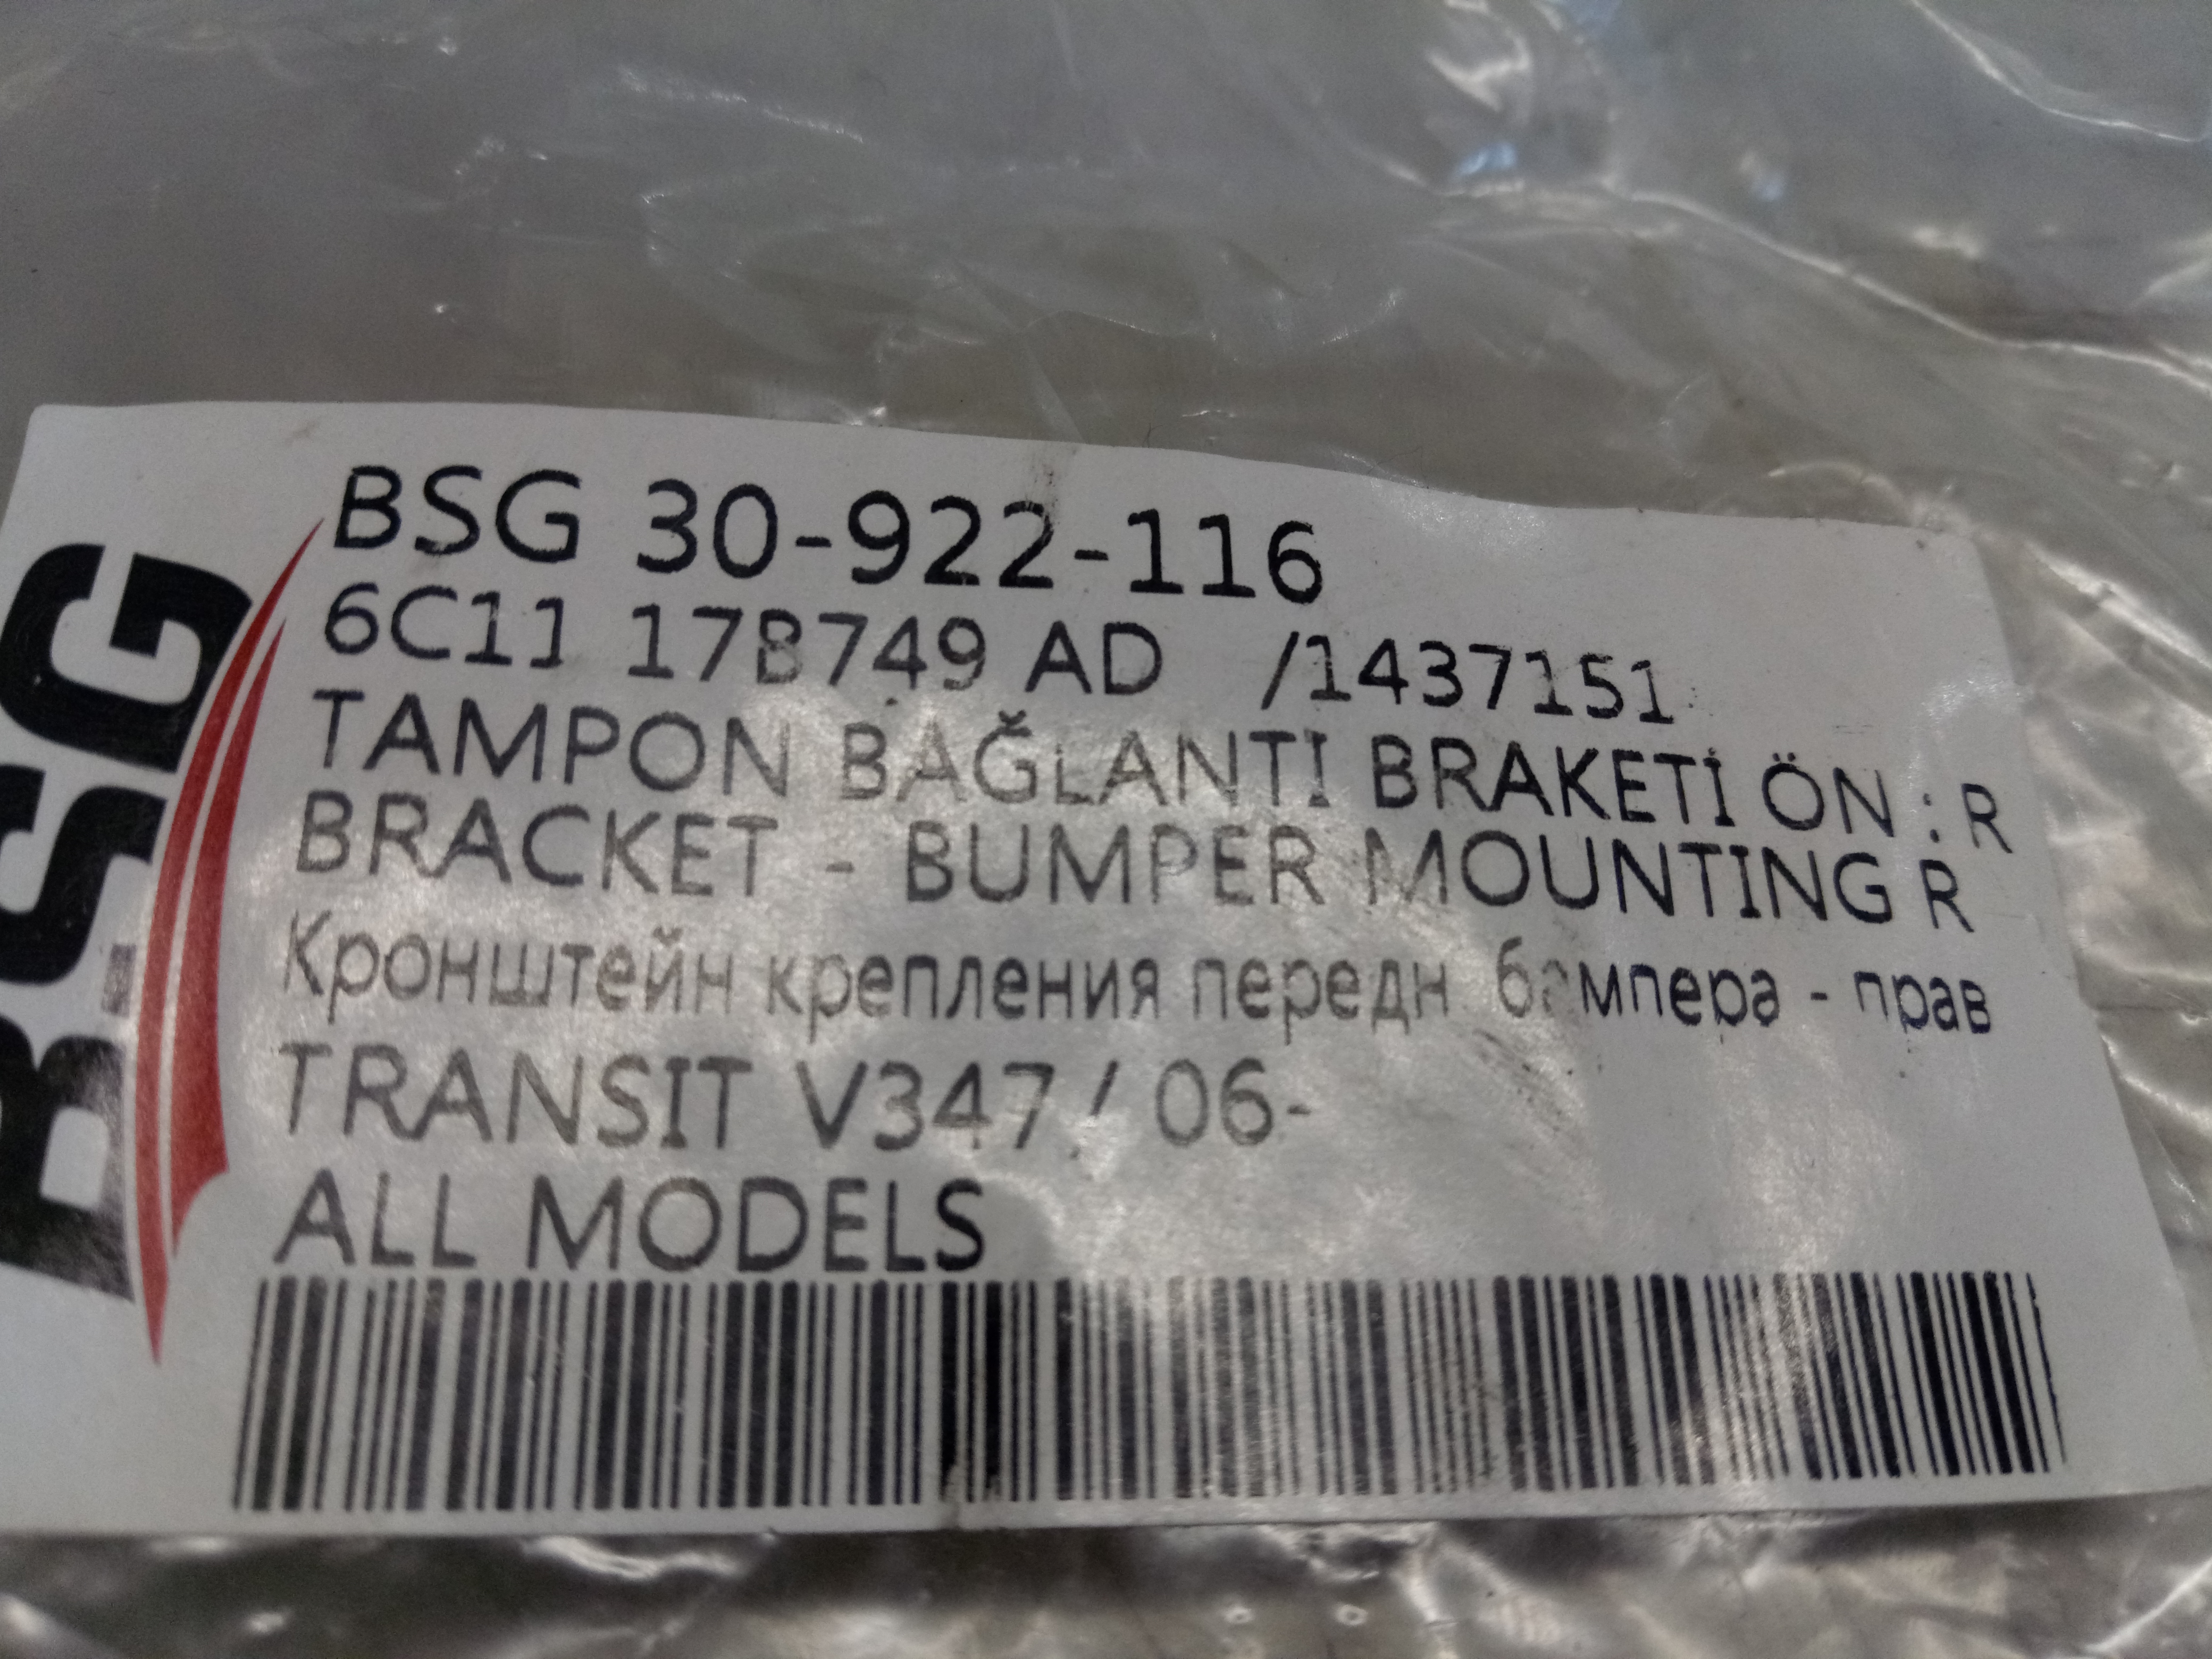 BSG
BSG 30-922-116
6C11 17B749 AD /1437151
TAMPON BAĞLANTI BRAKETİ ÖN : R
BRACKET - BUMPER MOUNTING R
Кронштейн крепления передн. бампера - прав
TRANSIT V347 / 06-
ALL MODELS